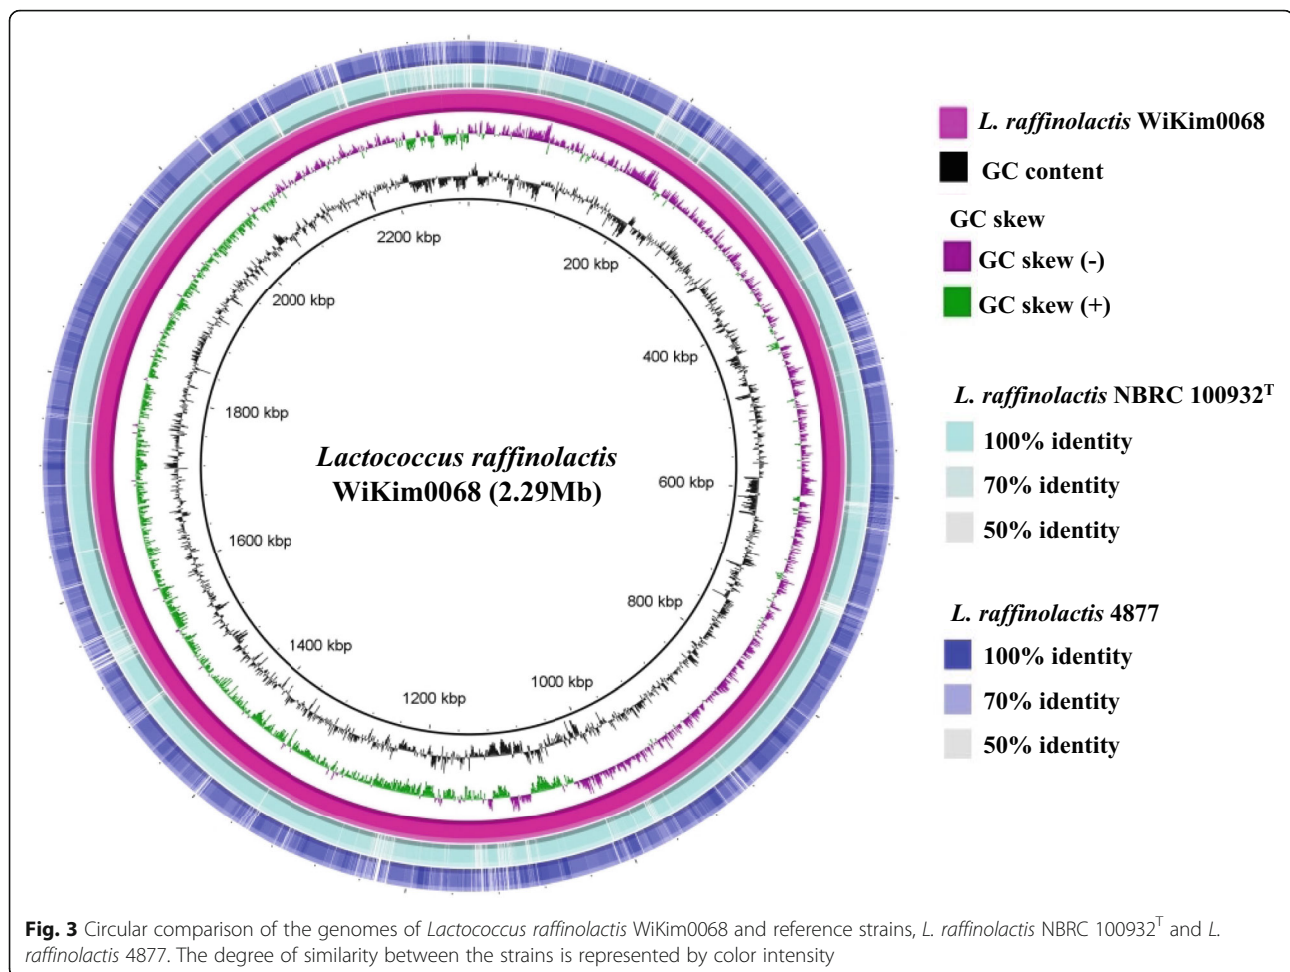 2200 kbp
200 kbp
2000 kbp
400 kbp
1800 kbp
Lactococcus raffinolactis
WiKim0068 (2.29Mb)
600 kbp
1600 kbp
800 kbp
1400 kbp
1000 kbp
1200 kbp
L. raffinolactis WiKim0068
GC content
GC skew
GC skew (-)
GC skew (+)
L. raffinolactis NBRC 100932ᵀ
100% identity
70% identity
50% identity
L. raffinolactis 4877
100% identity
70% identity
50% identity
Fig. 3 Circular comparison of the genomes of Lactococcus raffinolactis WiKim0068 and reference strains, L. raffinolactis NBRC 100932ᵀ and L.
raffinolactis 4877. The degree of similarity between the strains is represented by color intensity